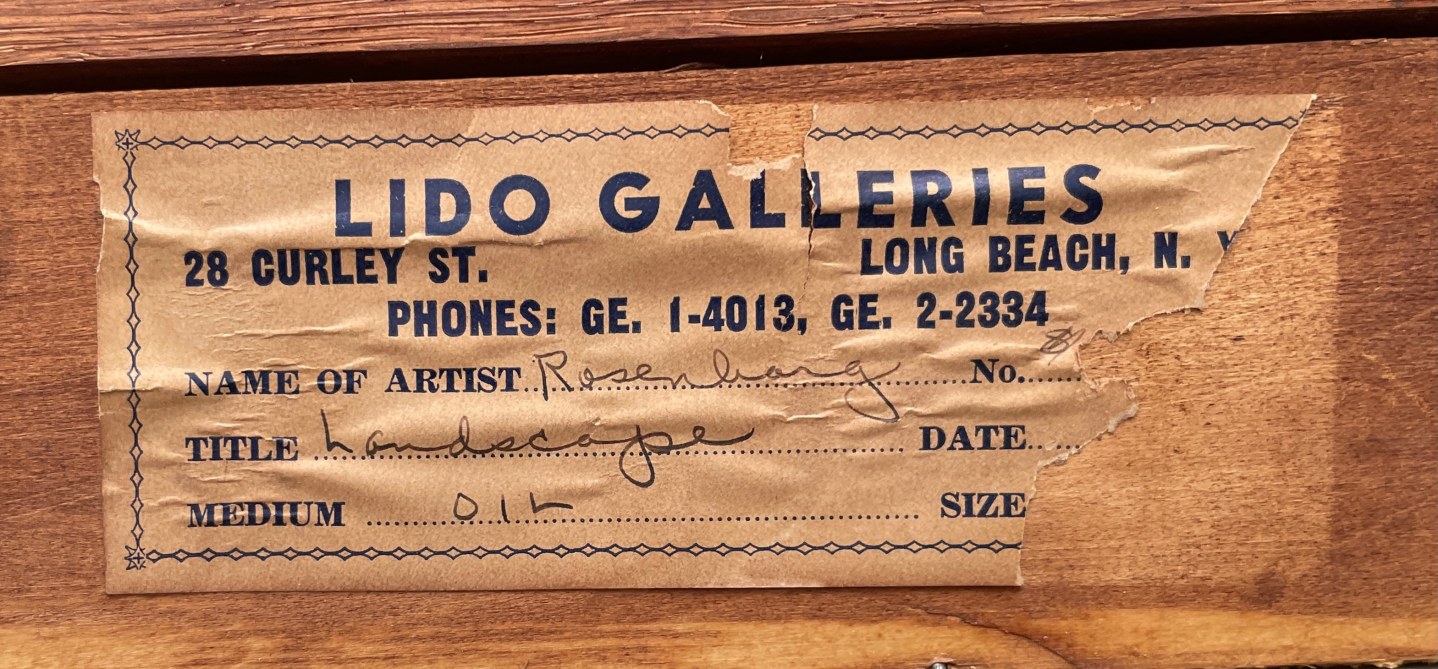 LIDO GALLERIES
28 CURLEY ST. LONG BEACH, N.
PHONES: GE. 1-4013, GE. 2-2334
NAME OF ARTIST Rosenborg No.
TITLE Landscape DATE
MEDIUM OIL SIZE